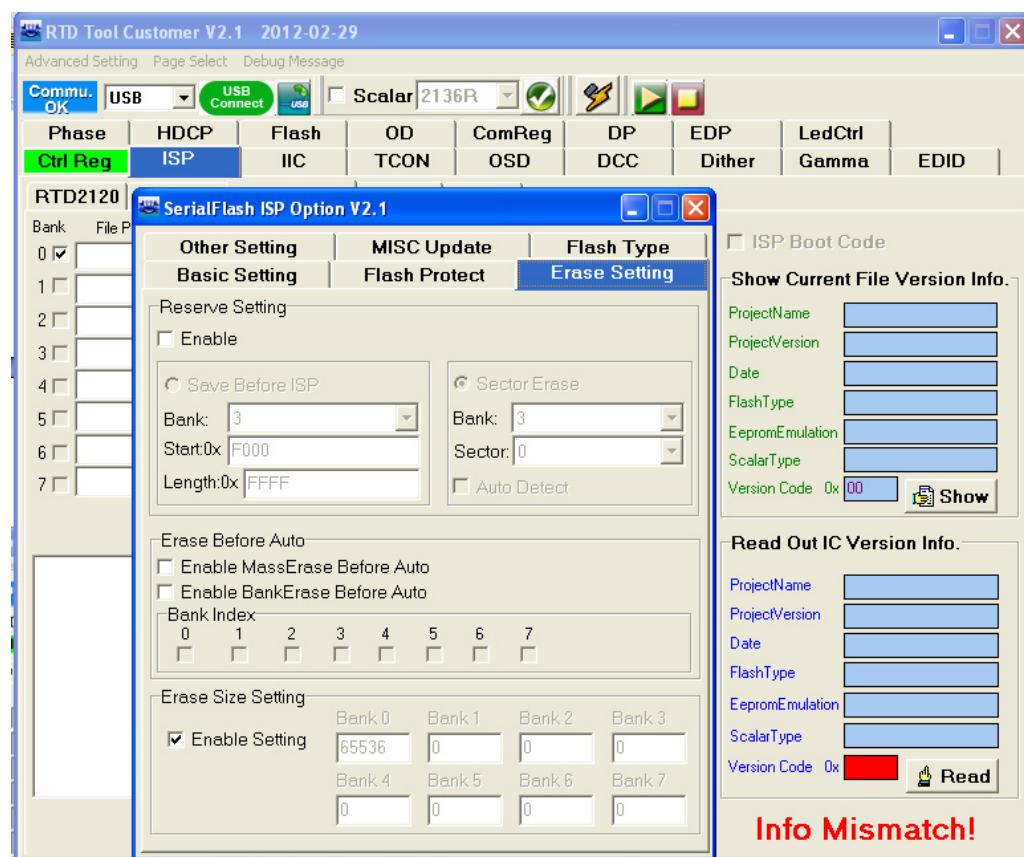 RTD Tool Customer V2.1 2012-02-29
Advanced Setting Page Select Debug Message
Commu. OK USB USB Connect USB Scalar 2136R
Phase HDCP Flash OD ComReg DP EDP LedCtrl
Ctrl Reg ISP IIC TCON OSD DCC Dither Gamma EDID
RTD2120
Bank File P
0
1
2
3
4
5
6
7
SerialFlash ISP Option V2.1
Other Setting MISC Update Flash Type
Basic Setting Flash Protect Erase Setting
Reserve Setting
Enable
Save Before ISP
Bank: 3
Start:0x F000
Length:0x FFFF
Sector Erase
Bank: 3
Sector: 0
Auto Detect
Erase Before Auto
Enable MassErase Before Auto
Enable BankErase Before Auto
Bank Index
0 1 2 3 4 5 6 7
Erase Size Setting
Enable Setting
Bank 0 Bank 1 Bank 2 Bank 3
65536 0 0 0
Bank 4 Bank 5 Bank 6 Bank 7
0 0 0 0
ISP Boot Code
Show Current File Version Info.
ProjectName
ProjectVersion
Date
FlashType
EepromEmulation
ScalarType
Version Code 0x 00 Show
Read Out IC Version Info.
ProjectName
ProjectVersion
Date
FlashType
EepromEmulation
ScalarType
Version Code 0x Read
Info Mismatch!